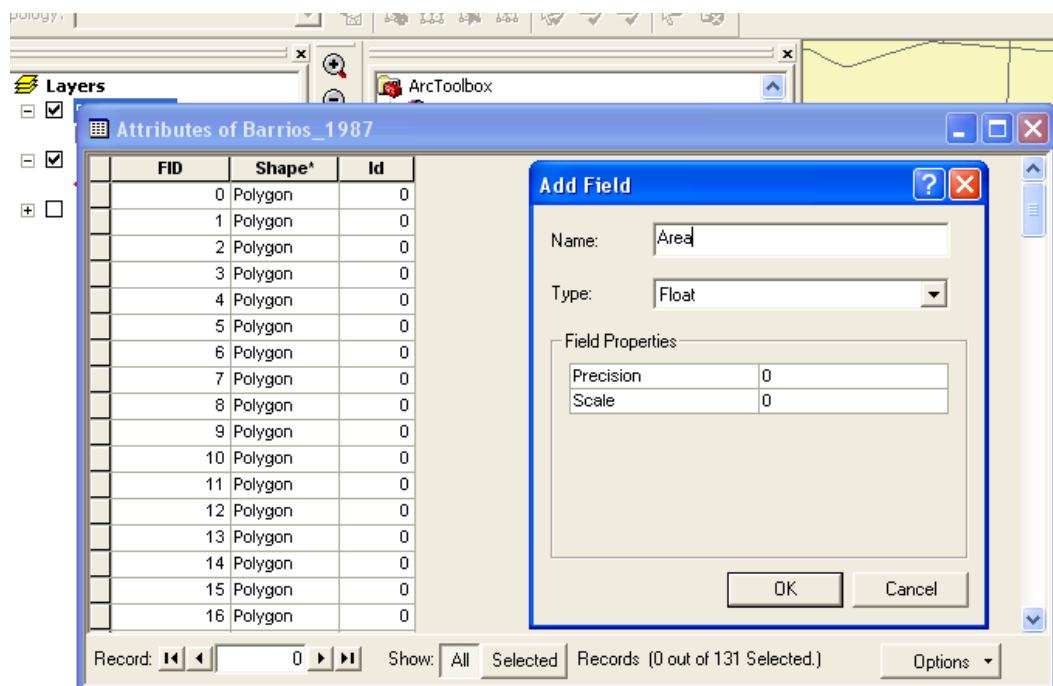 Layers
ArcToolbox
Attributes of Barrios_1987
FID Shape* Id
0 Polygon 0
1 Polygon 0
2 Polygon 0
3 Polygon 0
4 Polygon 0
5 Polygon 0
6 Polygon 0
7 Polygon 0
8 Polygon 0
9 Polygon 0
10 Polygon 0
11 Polygon 0
12 Polygon 0
13 Polygon 0
14 Polygon 0
15 Polygon 0
16 Polygon 0
Add Field
Name: Area
Type: Float
Field Properties
Precision 0
Scale 0
OK Cancel
Record: 0 Show: All Selected Records (0 out of 131 Selected.) Options